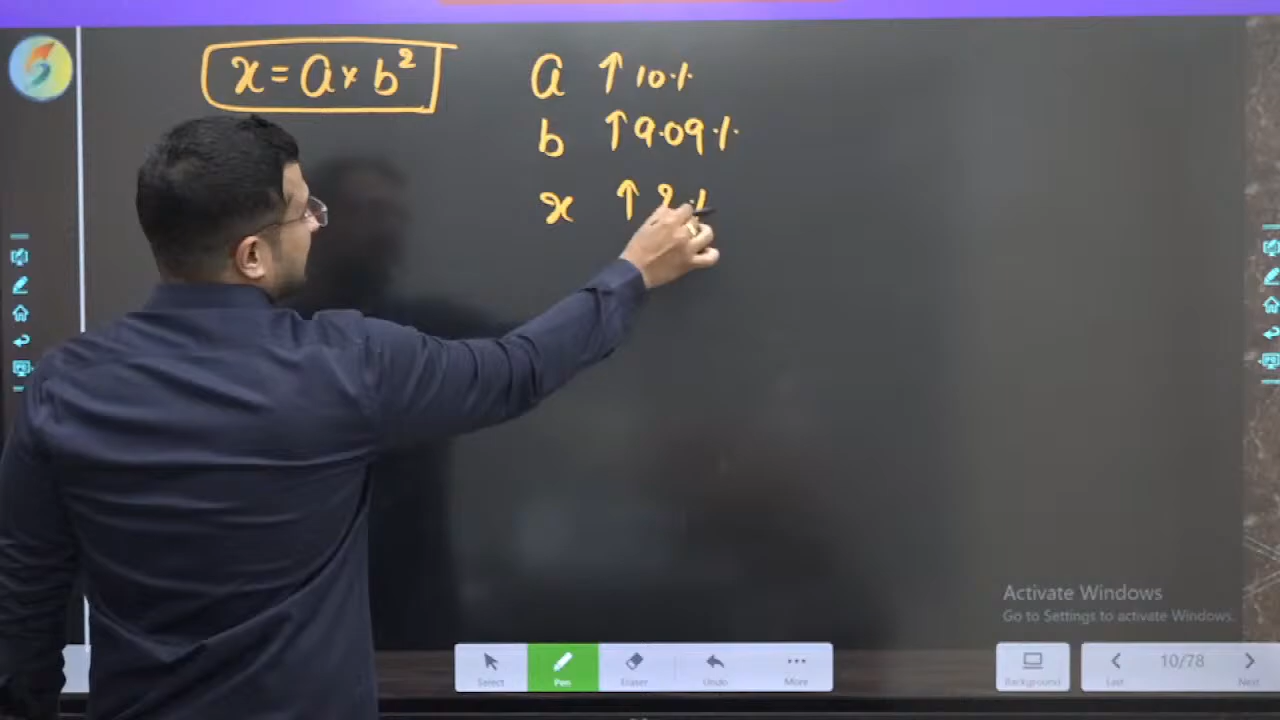 x = a × b²
a ↑ 10%
b ↑ 9.09%
x ↑ ?%
Activate Windows
Go to Settings to activate Windows.
Select
Pen
Eraser
Undo
More
Background
Last
10/78
Next